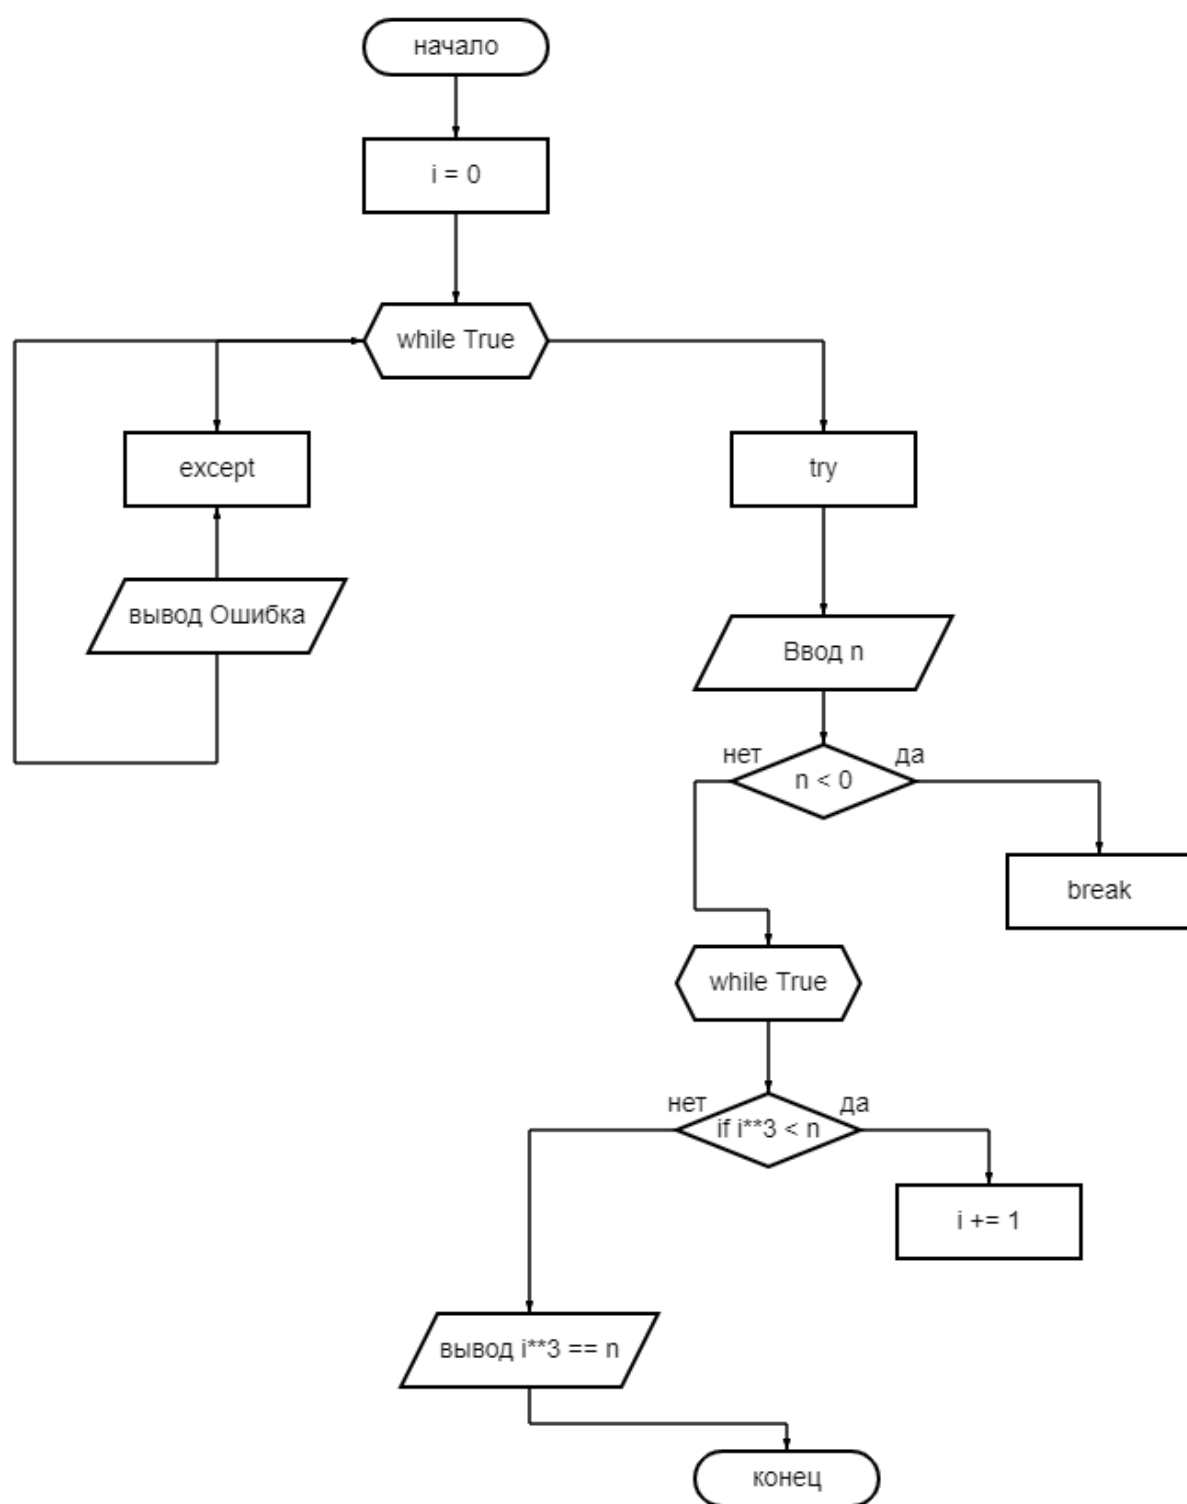 начало
i = 0
while True
except
try
вывод Ошибка
Ввод n
нет
да
n < 0
break
while True
нет
да
if i**3 < n
i += 1
вывод i**3 == n
конец